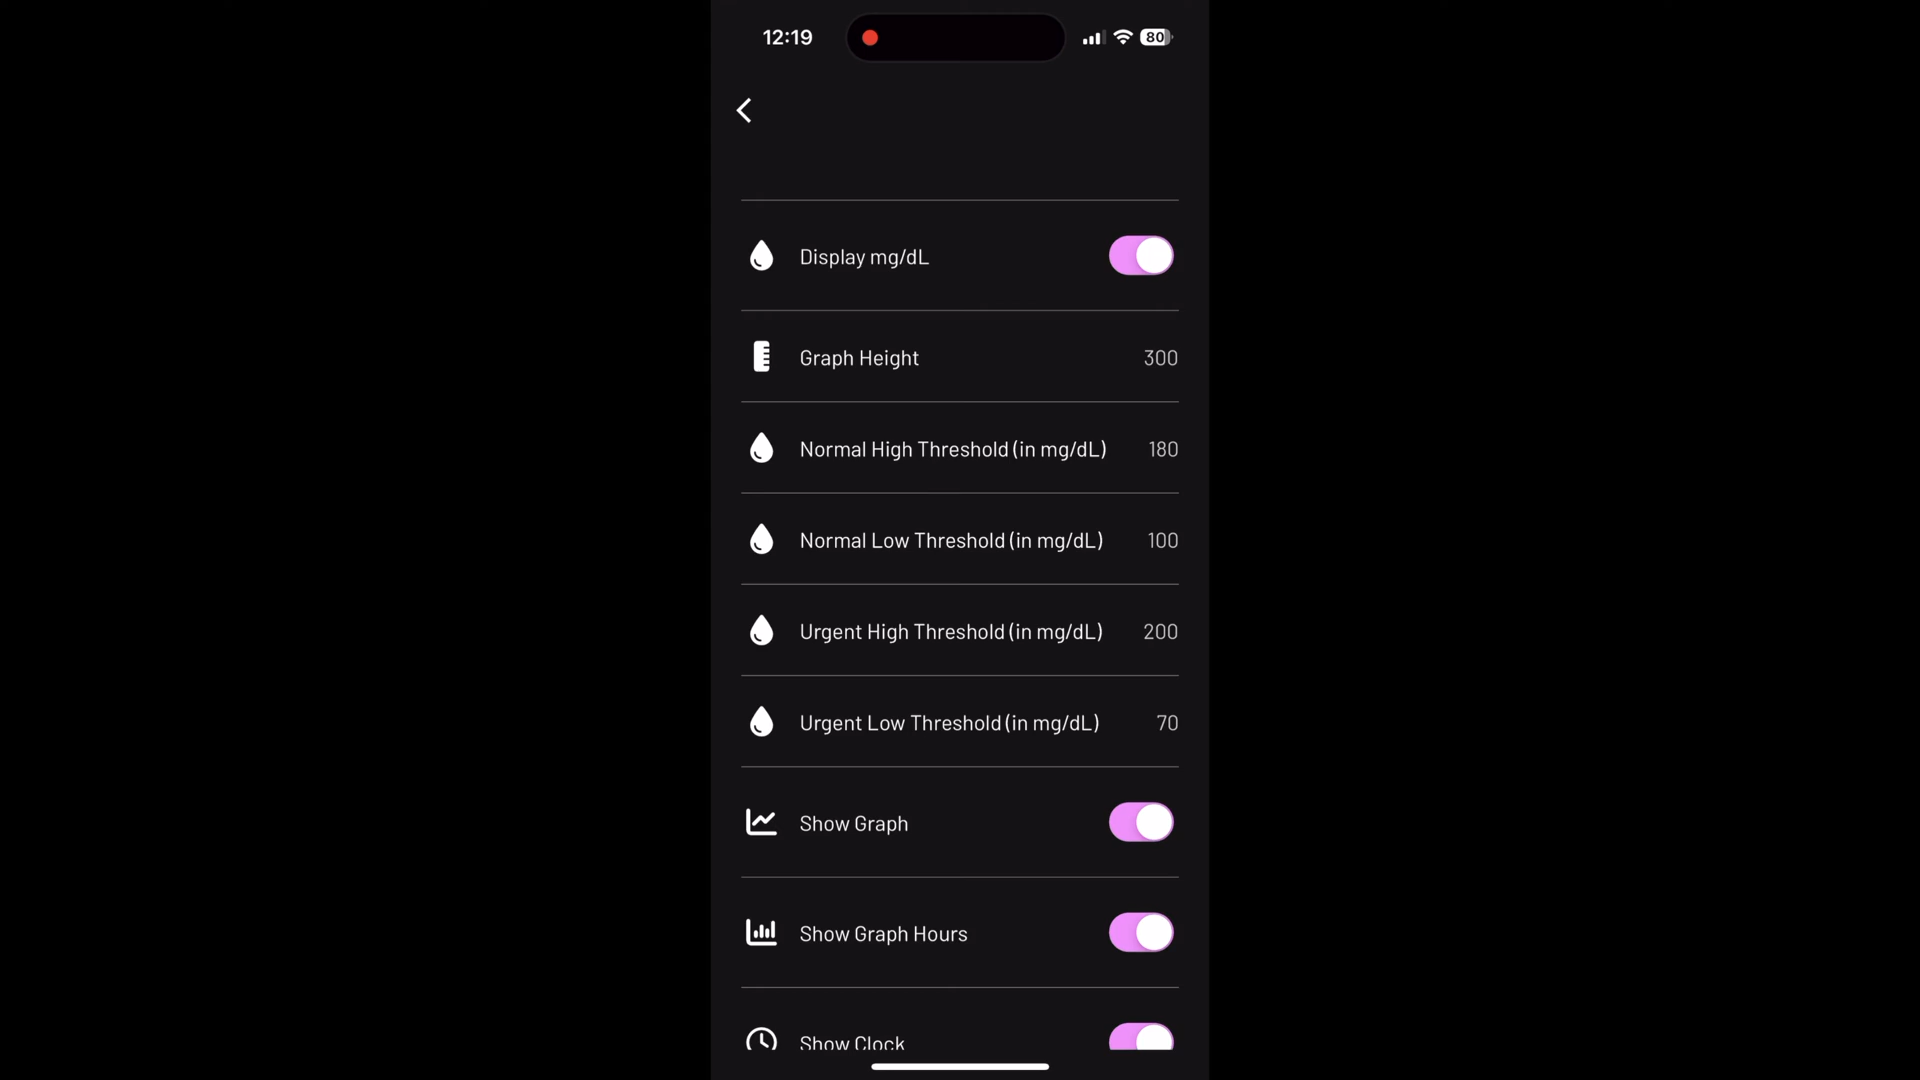 12:19
80
Display mg/dL
Graph Height 300
Normal High Threshold (in mg/dL) 180
Normal Low Threshold (in mg/dL) 100
Urgent High Threshold (in mg/dL) 200
Urgent Low Threshold (in mg/dL) 70
Show Graph
Show Graph Hours
Show Clock